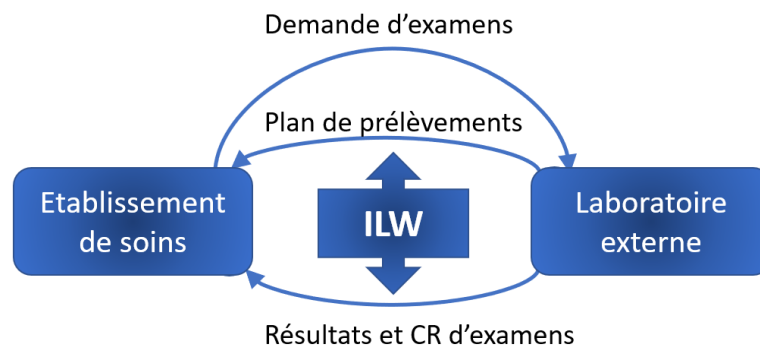 Demande d'examens
Plan de prélèvements
Etablissement
de soins
ILW
Laboratoire
externe
Résultats et CR d'examens